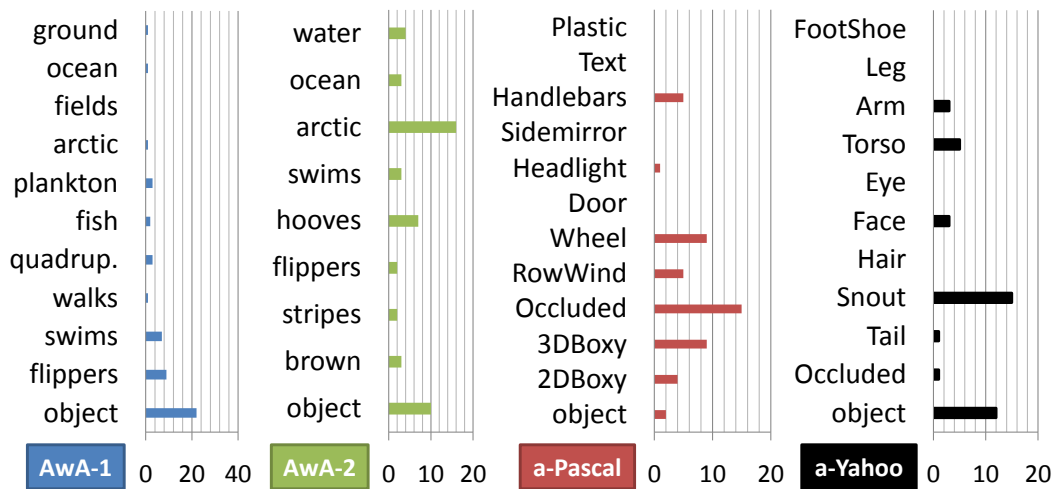 ground
ocean
fields
arctic
plankton
fish
quadrup.
walks
swims
flippers
object
AwA-1
0 20 40
water
ocean
arctic
swims
hooves
flippers
stripes
brown
object
AwA-2
0 10 20
Plastic
Text
Handlebars
Sidemirror
Headlight
Door
Wheel
RowWind
Occluded
3DBoxy
2DBoxy
object
a-Pascal
0 10 20
FootShoe
Leg
Arm
Torso
Eye
Face
Hair
Snout
Tail
Occluded
object
a-Yahoo
0 10 20